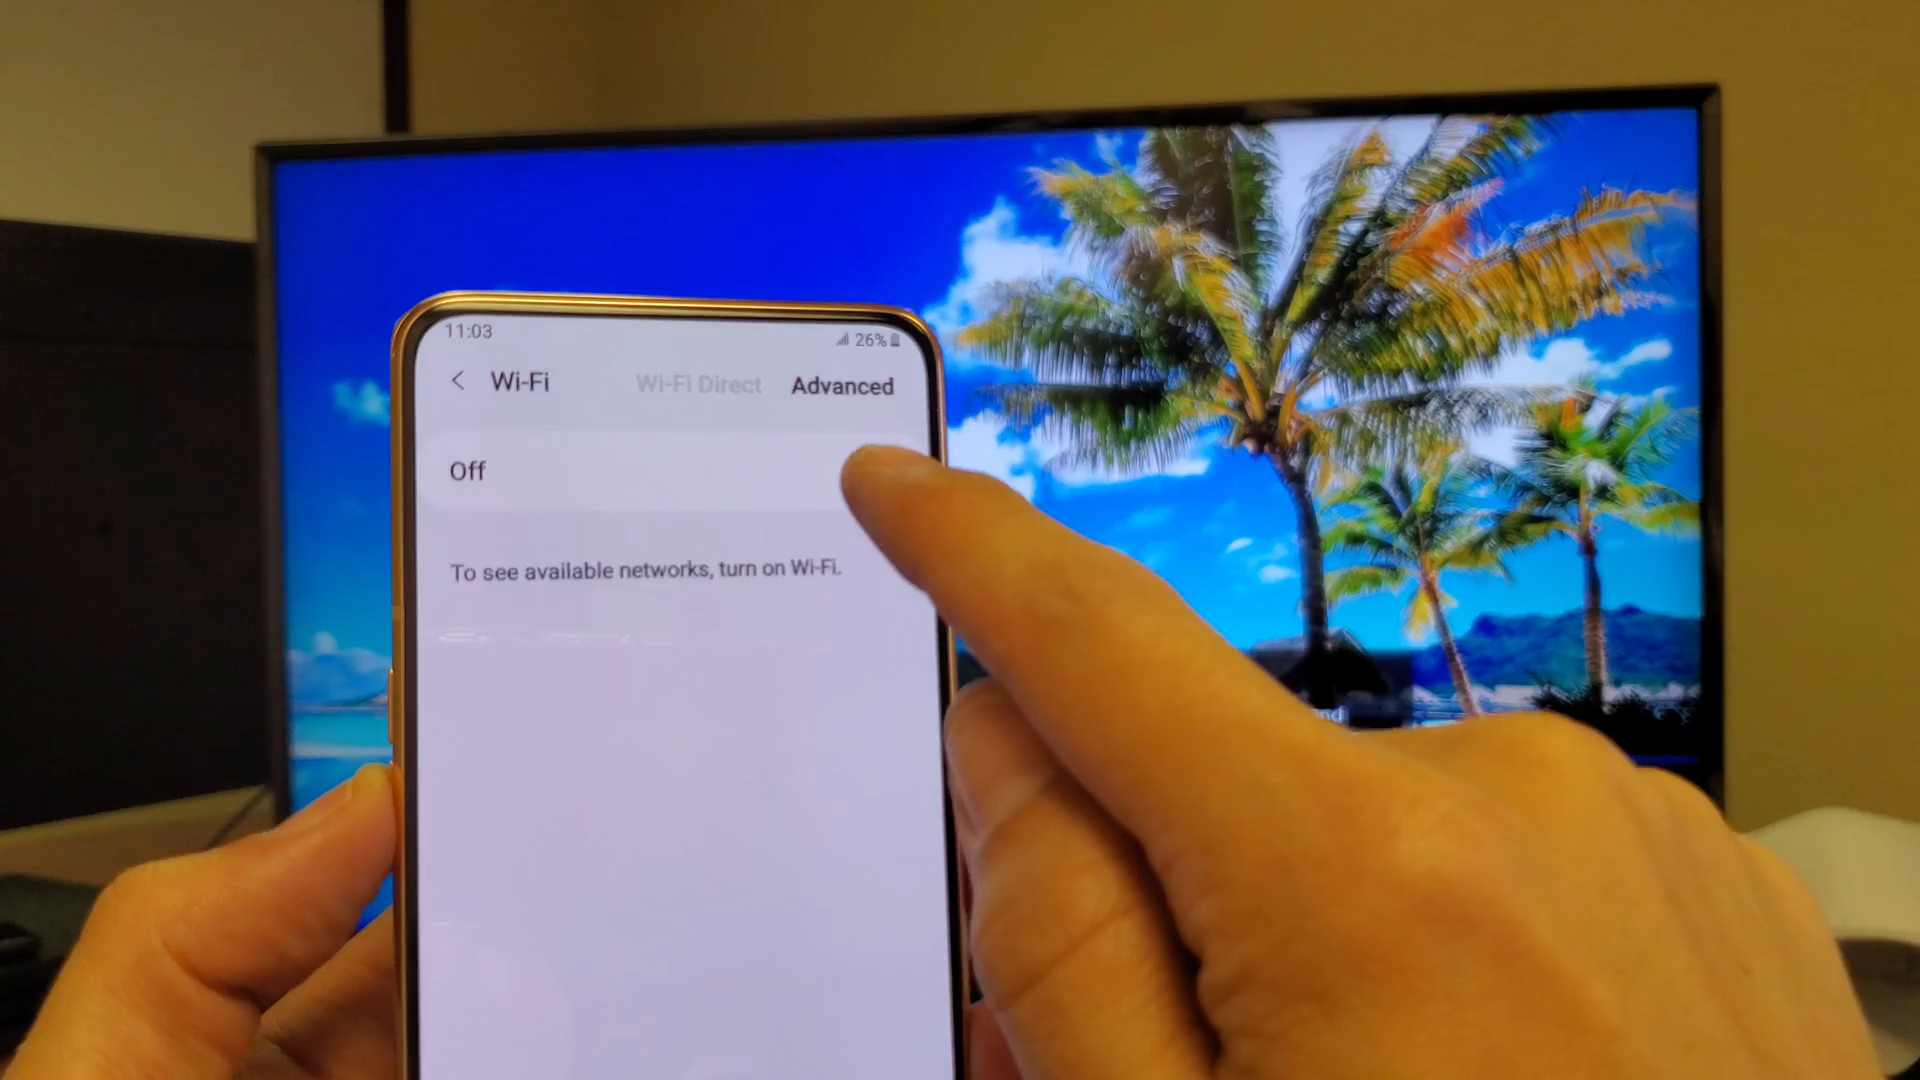 11:03
26%
Wi-Fi
Wi-Fi Direct
Advanced
Off
To see available networks, turn on Wi-Fi.